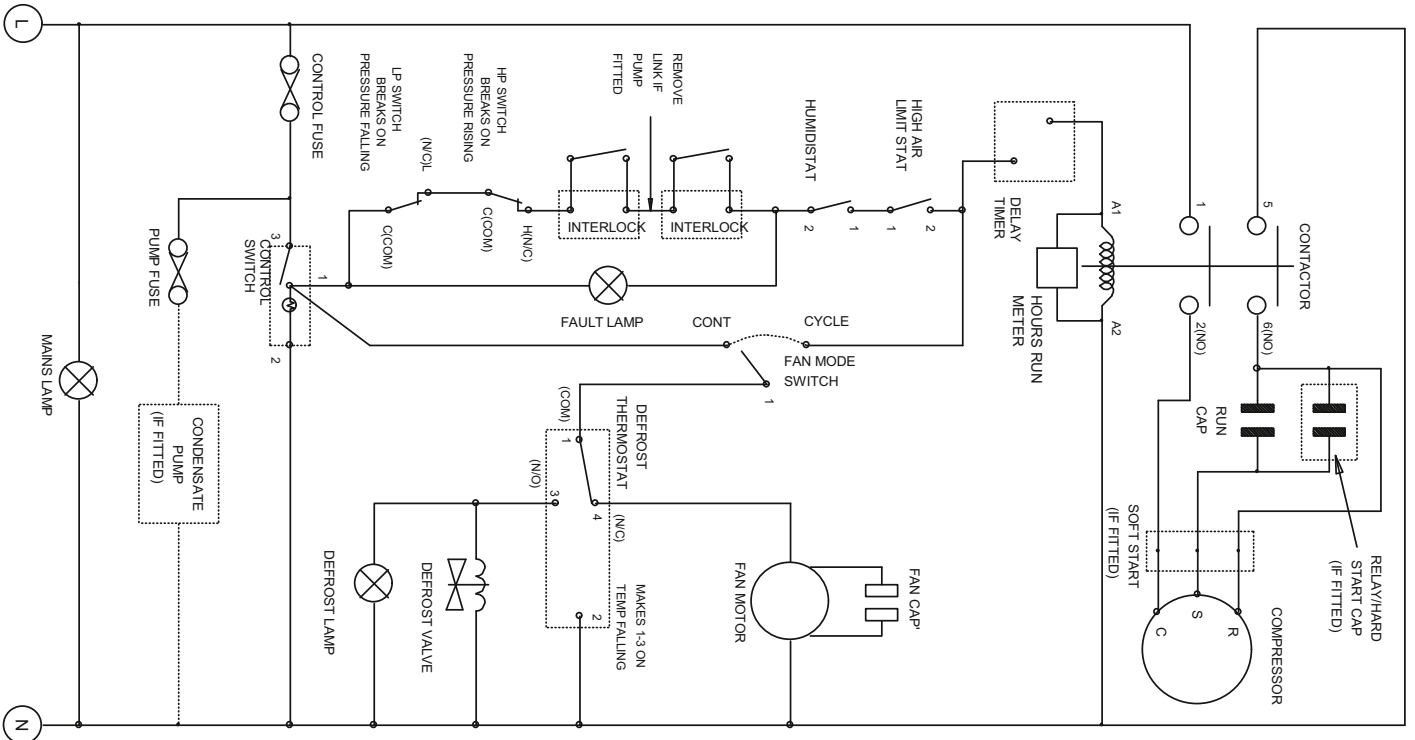 L
CONTROL FUSE
LP SWITCH
BREAKS ON
PRESSURE FALLING
HP SWITCH
BREAKS ON
PRESSURE RISING
REMOVE
LINK IF
PUMP
FITTED
HUMIDISTAT
HIGH AIR
LIMIT STAT
DELAY
TIMER
(N/C)L
C(COM)
C(COM)
H(N/C)
INTERLOCK
INTERLOCK
2
1
1
2
A1
A2
HOURS RUN
METER
1
5
CONTACTOR
2(NO)
6(NO)
3
CONTROL
SWITCH
1
2
PUMP FUSE
FAULT LAMP
CONT
CYCLE
FAN MODE
SWITCH
1
RUN
CAP
RELAY/HARD
START CAP
(IF FITTED)
SOFT START
(IF FITTED)
COMPRESSOR
C
S
R
MAINS LAMP
CONDENSATE
PUMP
(IF FITTED)
DEFROST
THERMOSTAT
(COM)
1
(N/O)
3
4
(N/C)
2
MAKES 1-3 ON
TEMP FALLING
DEFROST LAMP
DEFROST VALVE
FAN MOTOR
FAN CAP'
N